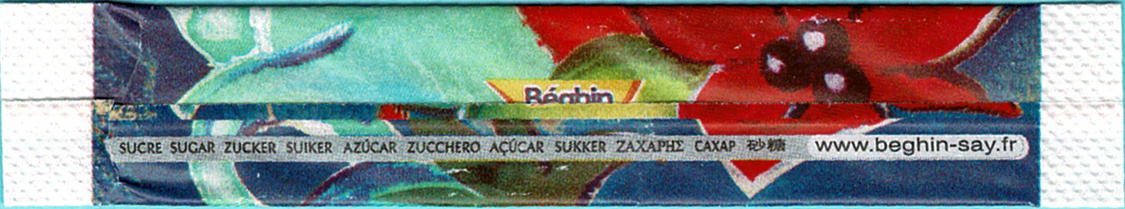 Béghin
SUCRE SUGAR ZUCKER SUIKER AZÚCAR ZUCCHERO AÇÚCAR SUKKER ΖΑΧΑΡΗΣ САХАР 砂糖 www.beghin-say.fr